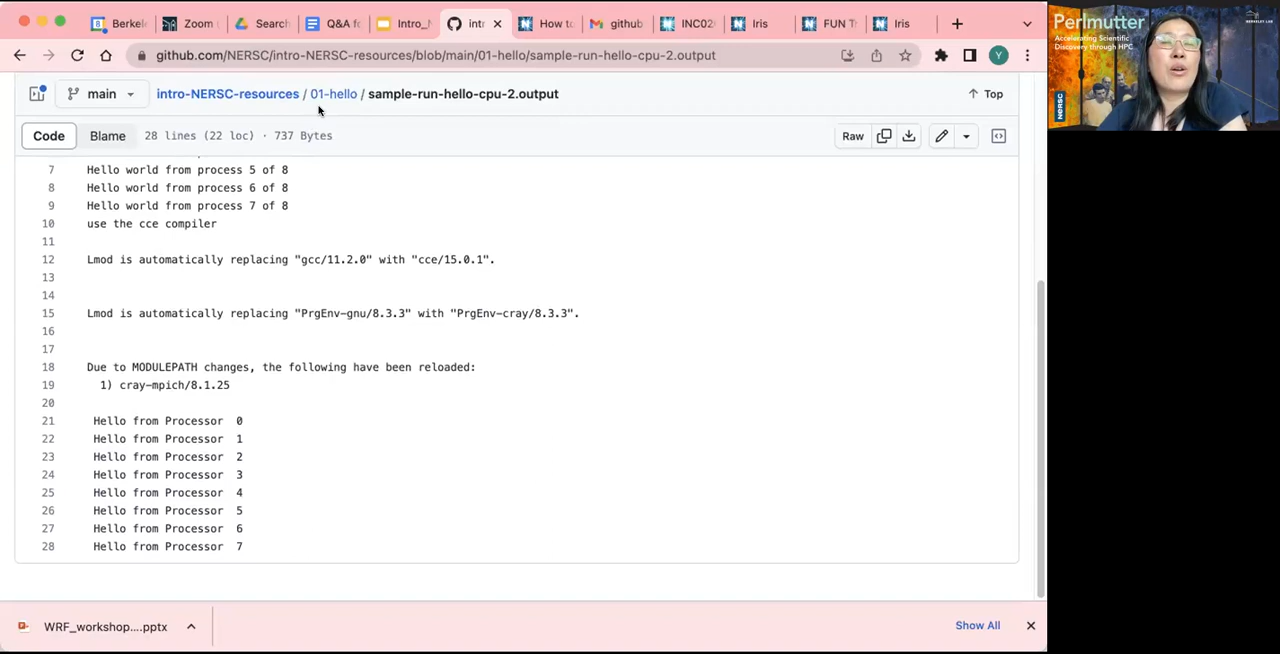 Berkel
Zoom
Search
Q&A fo
Intro_N
intr
How to
github
INC02
Iris
FUN Tr
Iris
github.com/NERSC/intro-NERSC-resources/blob/main/01-hello/sample-run-hello-cpu-2.output
Y
main
intro-NERSC-resources / 01-hello / sample-run-hello-cpu-2.output
Top
Code
Blame
28 lines (22 loc) · 737 Bytes
Raw
7 Hello world from process 5 of 8
8 Hello world from process 6 of 8
9 Hello world from process 7 of 8
10 use the cce compiler
11
12 Lmod is automatically replacing "gcc/11.2.0" with "cce/15.0.1".
13
14
15 Lmod is automatically replacing "PrgEnv-gnu/8.3.3" with "PrgEnv-cray/8.3.3".
16
17
18 Due to MODULEPATH changes, the following have been reloaded:
19 1) cray-mpich/8.1.25
20
21 Hello from Processor 0
22 Hello from Processor 1
23 Hello from Processor 2
24 Hello from Processor 3
25 Hello from Processor 4
26 Hello from Processor 5
27 Hello from Processor 6
28 Hello from Processor 7
WRF_workshop....pptx
Show All
Perlmutter
Accelerating Scientific
Discovery through HPC
NERSC
BERKELEY LAB